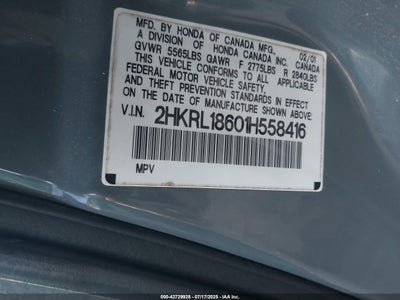 MFD. BY HONDA OF CANADA MFG. 02/01
A DIVISION OF HONDA CANADA INC. CANADA
GVWR 5565LBS GAWR F 2775LBS R 2840LBS
THIS VEHICLE CONFORMS TO ALL APPLICABLE
FEDERAL MOTOR VEHICLE SAFETY,
AND THEFT PREVENTION STANDARDS IN EFFECT
ON THE DATE OF MANUFACTURE SHOWN ABOVE.
V.I.N. 2HKRL18601H558416
MPV
000-42729928 - 07/17/2025 - IAA Inc.